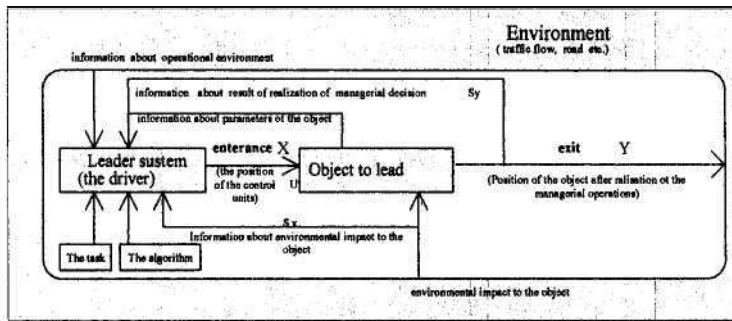 Environment
( traffic flow, road etc.)
information about operational environment
information about result of realization of managerial decision Sy
information about parameters of the object
enterance X
exit Y
Leader sustem
(the driver)
(the position
of the control
units)
U
Object to lead
(Position of the object after ralisation ot the
managerial operations)
Sx
Information about environmental impact to the
object
The task
The algorithm
environmental impact to the object